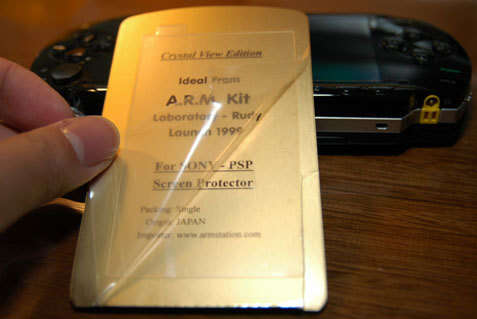 Crystal View Edition
Ideal From
A.R.M. Kit
Laboratory - Rudy
Launch 1999
For SONY - PSP
Screen Protector
Packing: Single
Origin: JAPAN
Importer: www.armstation.com